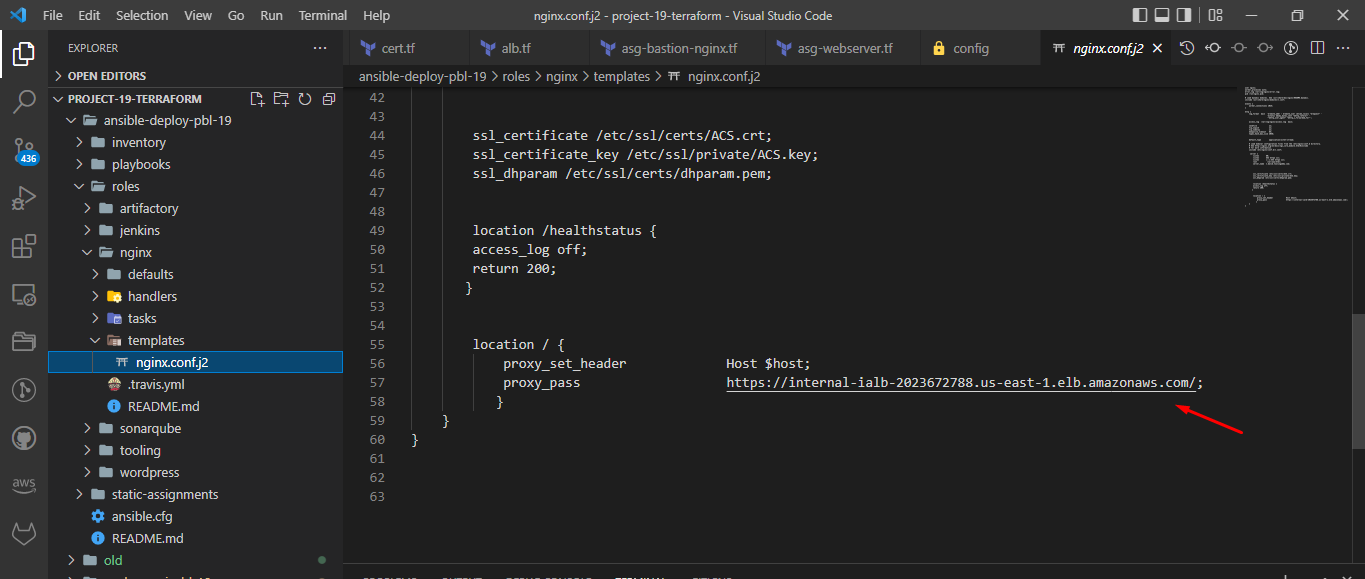 File Edit Selection View Go Run Terminal Help nginx.conf.j2 - project-19-terraform - Visual Studio Code
EXPLORER
OPEN EDITORS
PROJECT-19-TERRAFORM
ansible-deploy-pbl-19
inventory
playbooks
roles
artifactory
jenkins
nginx
defaults
handlers
tasks
templates
nginx.conf.j2
.travis.yml
README.md
sonarqube
tooling
wordpress
static-assignments
ansible.cfg
README.md
old
436
aws
cert.tf alb.tf asg-bastion-nginx.tf asg-webserver.tf config nginx.conf.j2
ansible-deploy-pbl-19 > roles > nginx > templates > nginx.conf.j2
42
43
44 ssl_certificate /etc/ssl/certs/ACS.crt;
45 ssl_certificate_key /etc/ssl/private/ACS.key;
46 ssl_dhparam /etc/ssl/certs/dhparam.pem;
47
48
49 location /healthstatus {
50 access_log off;
51 return 200;
52 }
53
54
55 location / {
56 proxy_set_header Host $host;
57 proxy_pass https://internal-ialb-2023672788.us-east-1.elb.amazonaws.com/;
58 }
59 }
60 }
61
62
63